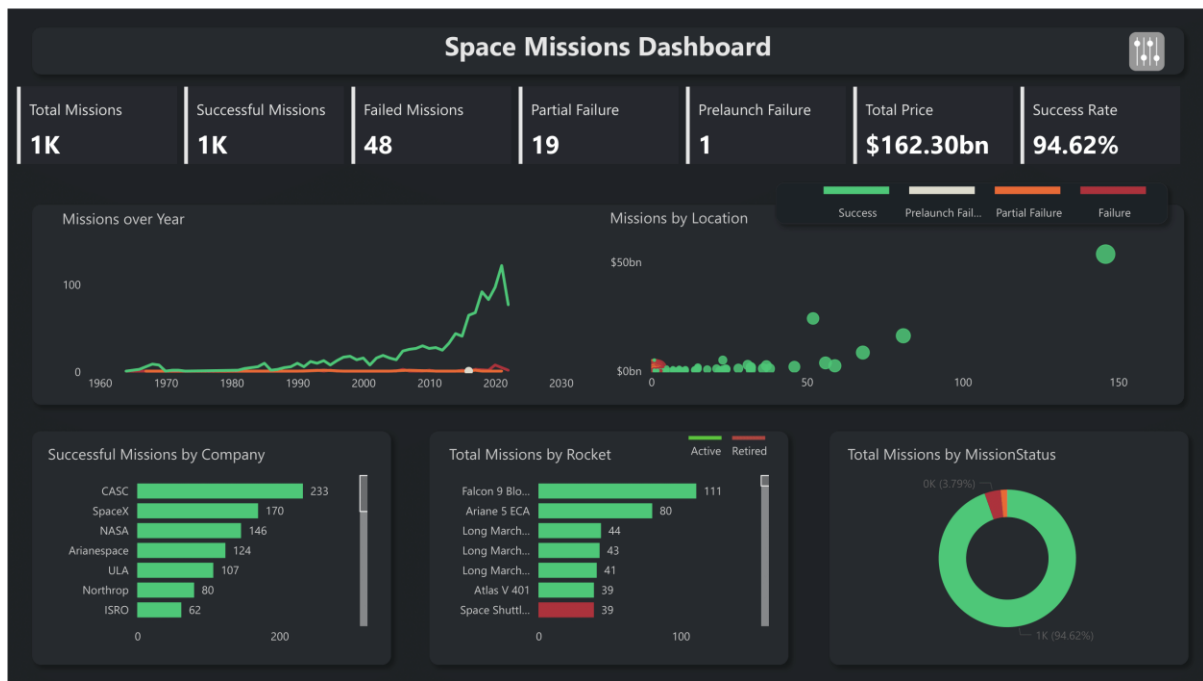 Space Missions Dashboard
Total Missions
1K
Successful Missions
1K
Failed Missions
48
Partial Failure
19
Prelaunch Failure
1
Total Price
$162.30bn
Success Rate
94.62%
Success
Prelaunch Fail...
Partial Failure
Failure
Missions over Year
100
0
1960 1970 1980 1990 2000 2010 2020 2030
Missions by Location
$50bn
$0bn
0 50 100 150
Successful Missions by Company
CASC 233
SpaceX 170
NASA 146
Arianespace 124
ULA 107
Northrop 80
ISRO 62
0 200
Total Missions by Rocket
Active Retired
Falcon 9 Blo... 111
Ariane 5 ECA 80
Long March... 44
Long March... 43
Long March... 41
Atlas V 401 39
Space Shuttl... 39
0 100
Total Missions by MissionStatus
0K (3.79%)
1K (94.62%)